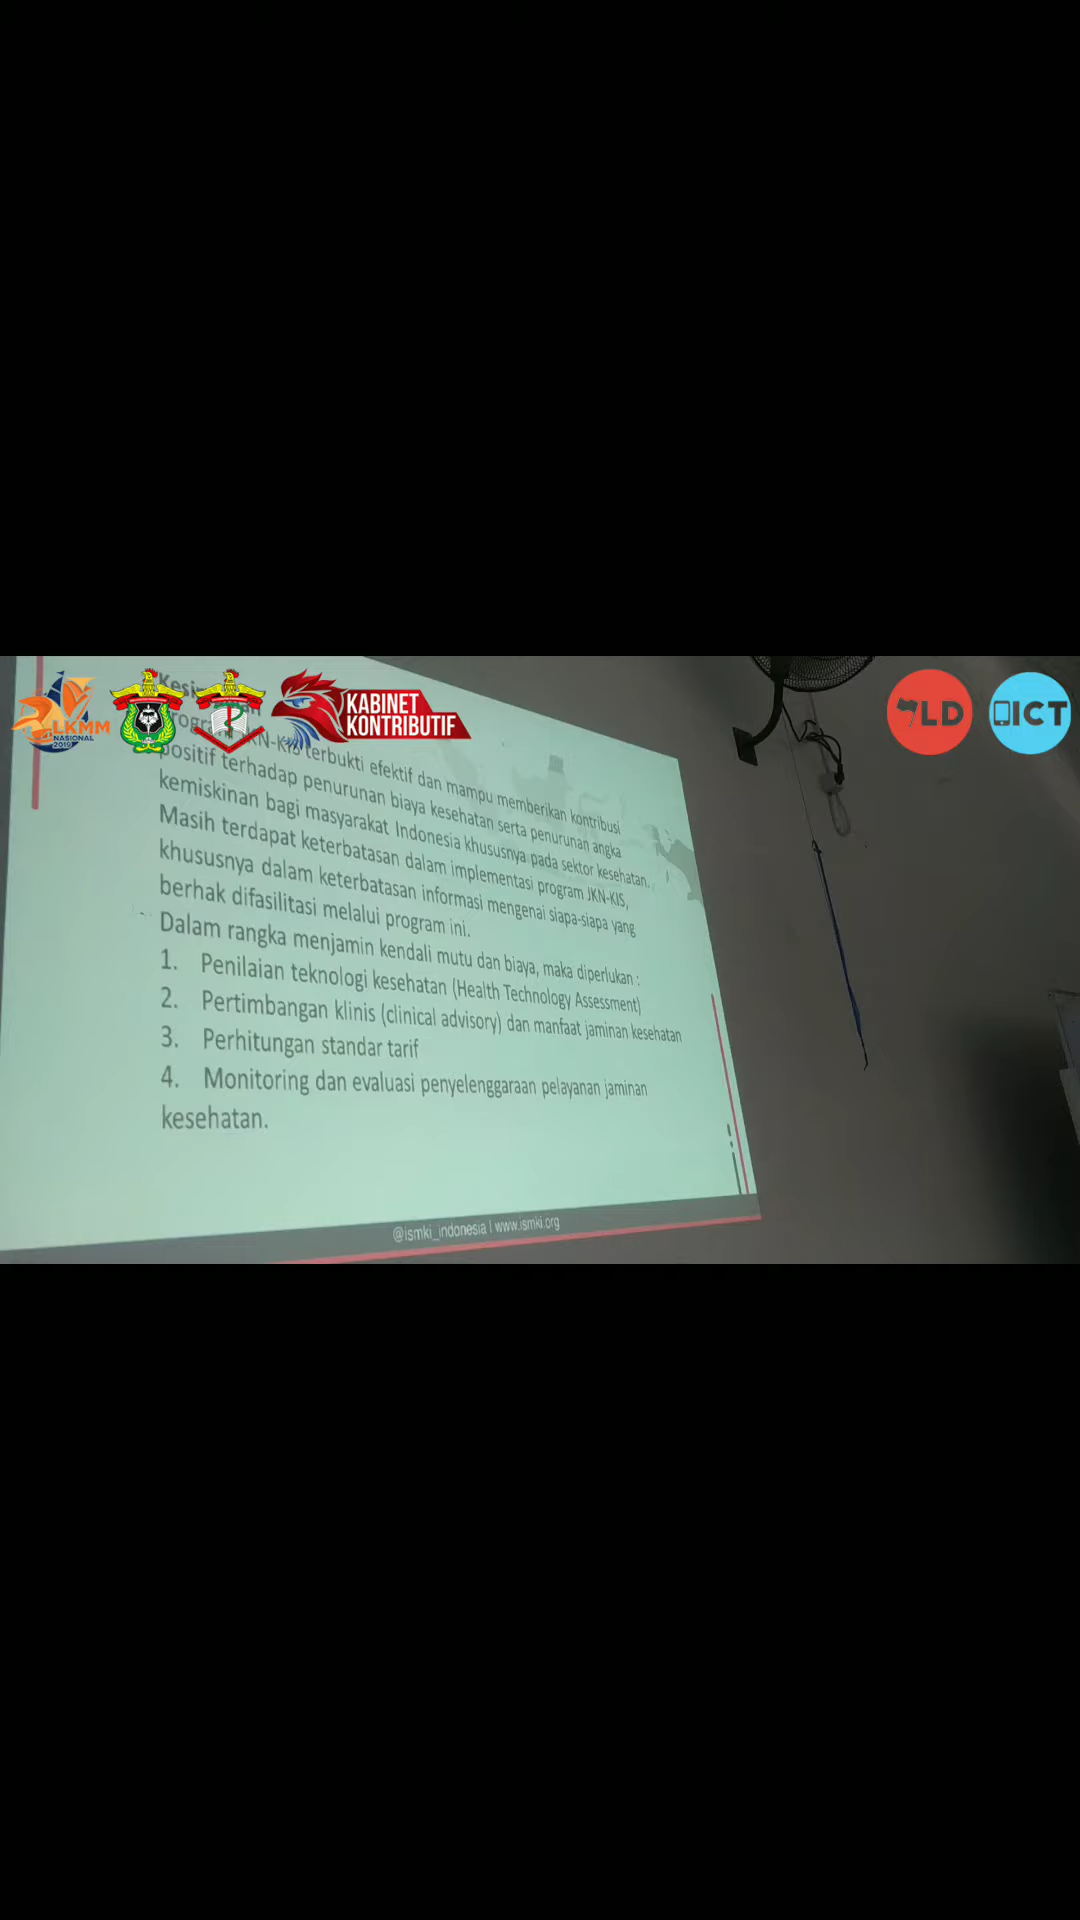 LKMM
NASIONAL
2019
KABINET
KONTRIBUTIF
LD
ICT
JKN-KIS terbukti efektif dan mampu memberikan kontribusi
positif terhadap penurunan biaya kesehatan serta penurunan angka
kemiskinan bagi masyarakat Indonesia khususnya pada sektor kesehatan.
Masih terdapat keterbatasan dalam implementasi program JKN-KIS,
khususnya dalam keterbatasan informasi mengenai siapa-siapa yang
berhak difasilitasi melalui program ini.
Dalam rangka menjamin kendali mutu dan biaya, maka diperlukan :
1. Penilaian teknologi kesehatan (Health Technology Assessment)
2. Pertimbangan klinis (clinical advisory) dan manfaat jaminan kesehatan
3. Perhitungan standar tarif
4. Monitoring dan evaluasi penyelenggaraan pelayanan jaminan
kesehatan.
@ismki_indonesia | www.ismki.org